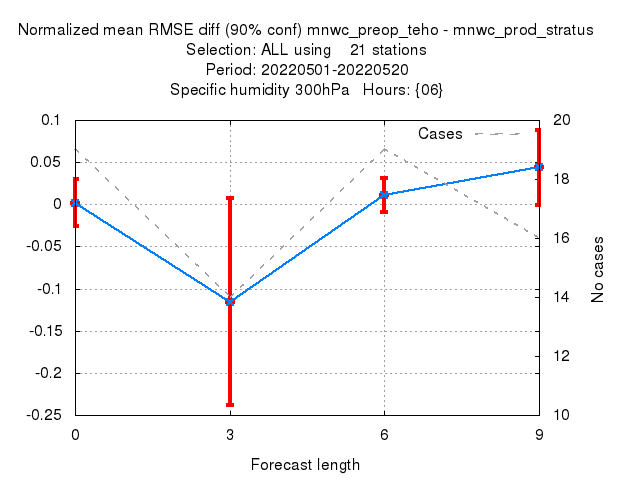 Normalized mean RMSE diff (90% conf) mnwc_preop_teho - mnwc_prod_stratus
Selection: ALL using    21 stations
Period: 20220501-20220520
Specific humidity 300hPa   Hours: {06}
Cases
0.1
0.05
0
-0.05
-0.1
-0.15
-0.2
-0.25
20
18
16
14
12
10
No cases
0 3 6 9
Forecast length